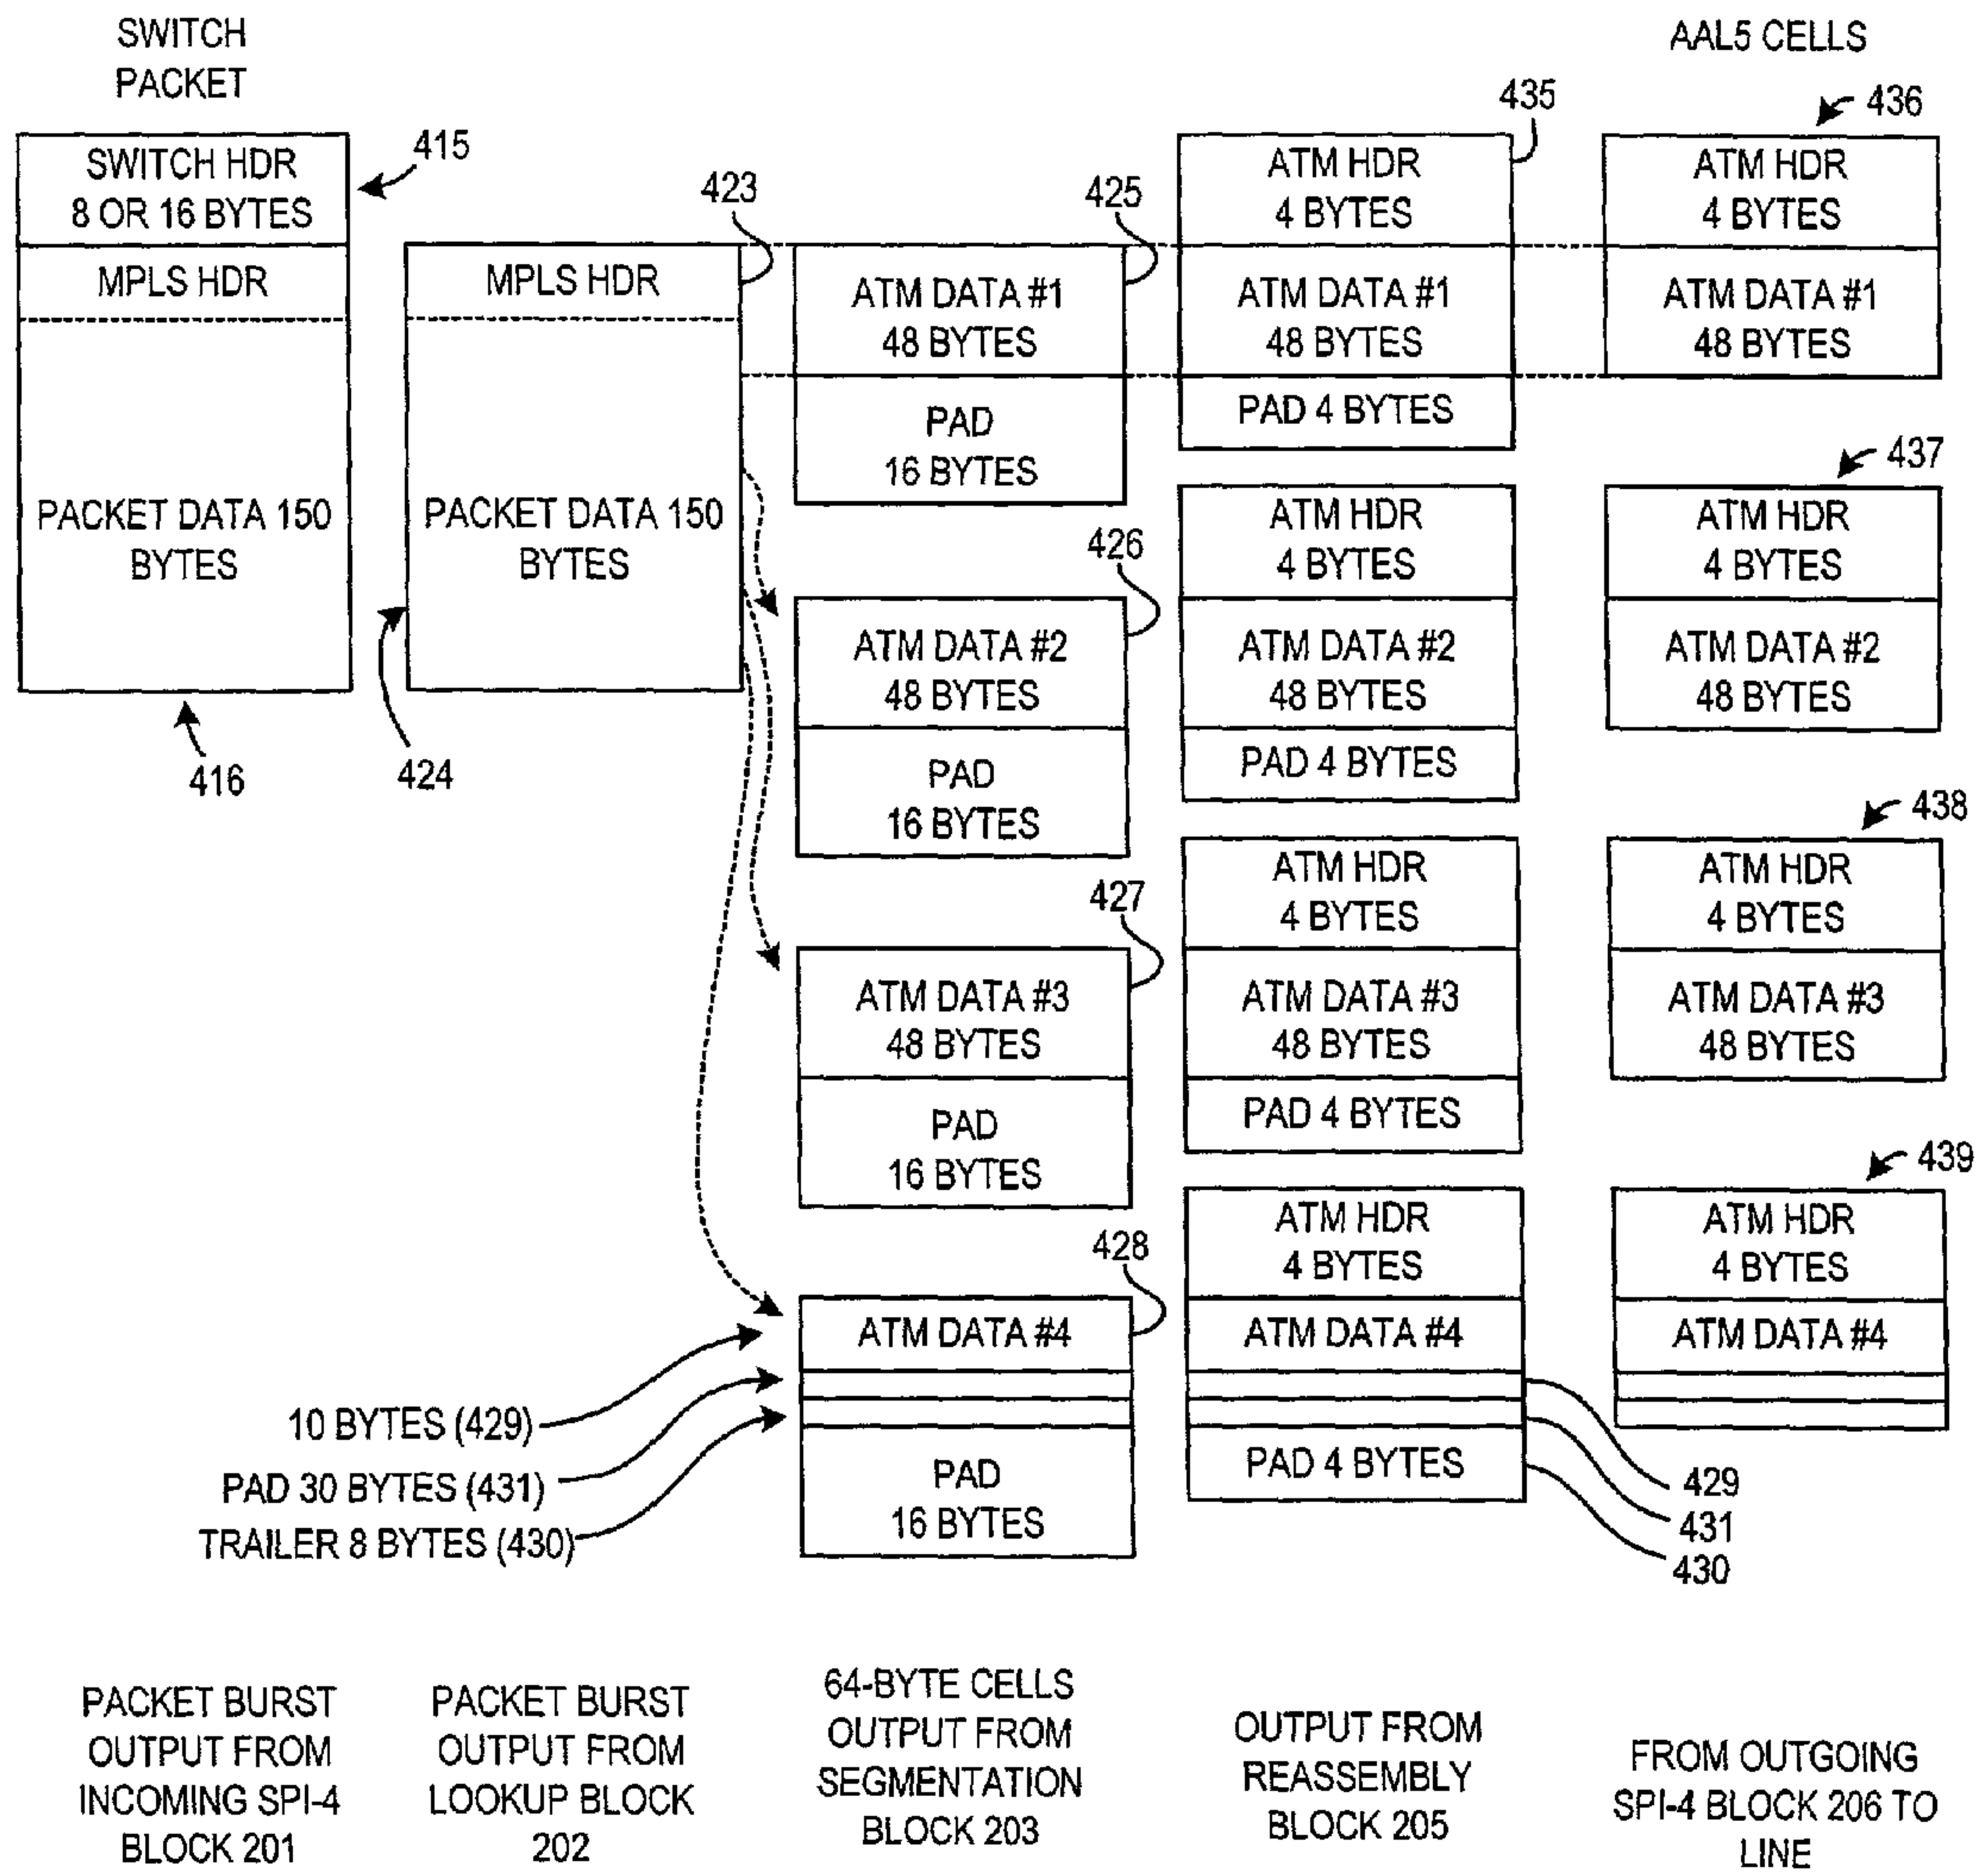 SWITCH
PACKET
SWITCH HDR
8 OR 16 BYTES
415
MPLS HDR
PACKET DATA 150
BYTES
416
MPLS HDR
423
PACKET DATA 150
BYTES
424
ATM DATA #1
48 BYTES
425
PAD
16 BYTES
ATM DATA #2
48 BYTES
426
PAD
16 BYTES
ATM DATA #3
48 BYTES
427
PAD
16 BYTES
ATM DATA #4
428
PAD
16 BYTES
10 BYTES (429)
PAD 30 BYTES (431)
TRAILER 8 BYTES (430)
435
ATM HDR
4 BYTES
ATM DATA #1
48 BYTES
PAD 4 BYTES
ATM HDR
4 BYTES
ATM DATA #2
48 BYTES
PAD 4 BYTES
ATM HDR
4 BYTES
ATM DATA #3
48 BYTES
PAD 4 BYTES
ATM HDR
4 BYTES
ATM DATA #4
PAD 4 BYTES
429
431
430
AAL5 CELLS
436
ATM HDR
4 BYTES
ATM DATA #1
48 BYTES
437
ATM HDR
4 BYTES
ATM DATA #2
48 BYTES
438
ATM HDR
4 BYTES
ATM DATA #3
48 BYTES
439
ATM HDR
4 BYTES
ATM DATA #4
PACKET BURST
OUTPUT FROM
INCOMING SPI-4
BLOCK 201
PACKET BURST
OUTPUT FROM
LOOKUP BLOCK
202
64-BYTE CELLS
OUTPUT FROM
SEGMENTATION
BLOCK 203
OUTPUT FROM
REASSEMBLY
BLOCK 205
FROM OUTGOING
SPI-4 BLOCK 206 TO
LINE